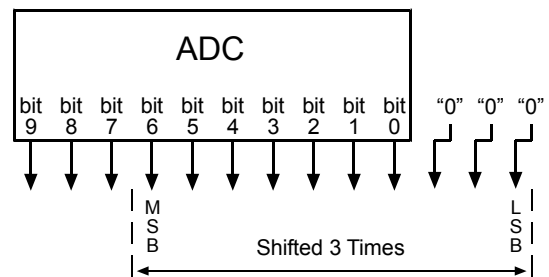 ADC
bit bit bit bit bit bit bit bit bit bit “0” “0” “0”
9 8 7 6 5 4 3 2 1 0
MSB
LSB
Shifted 3 Times